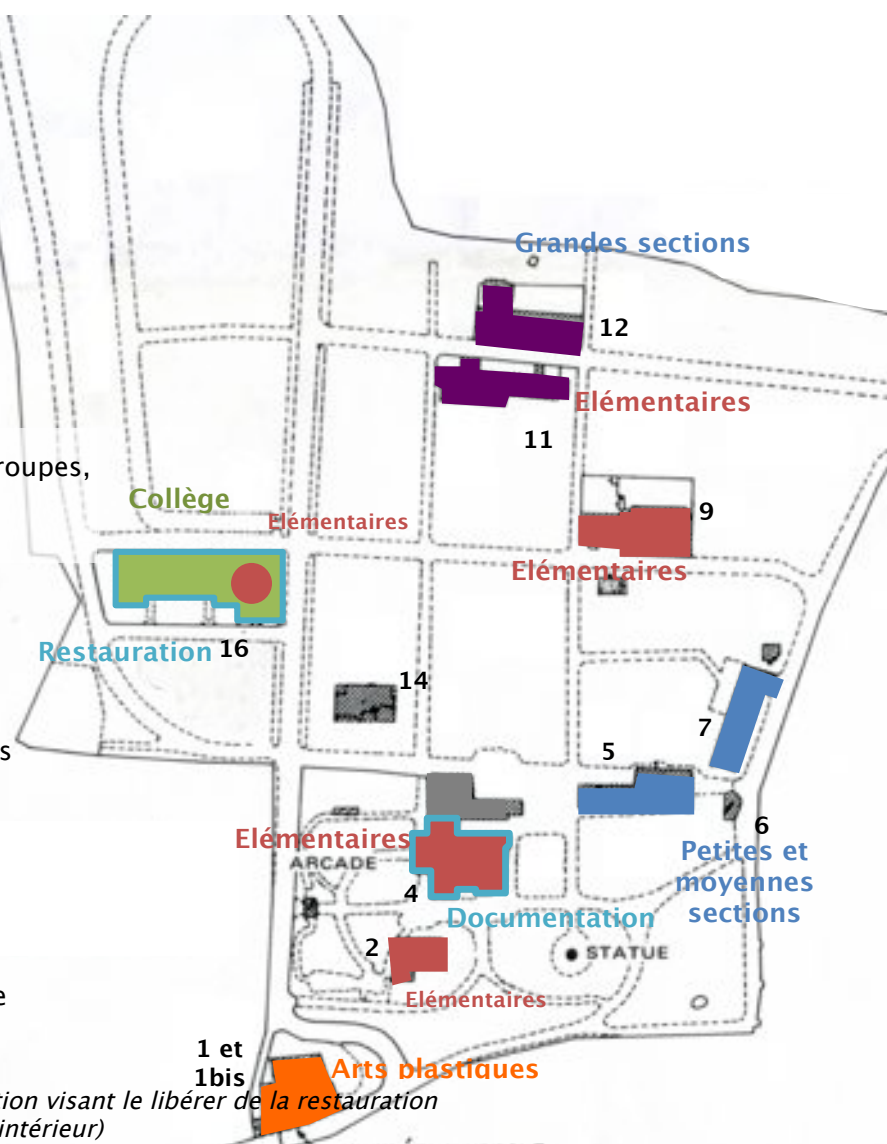 Grandes sections
12
Elémentaires
11
roupes,
Collège
Elémentaires
9
Elémentaires
Restauration 16
14
7
s
5
6
Elémentaires
ARCADE
4
Petites et
moyennes
sections
Documentation
2
STATUE
e
Elémentaires
1 et
1bis
Arts plastiques
tion visant le libérer de la restauration
intérieur)